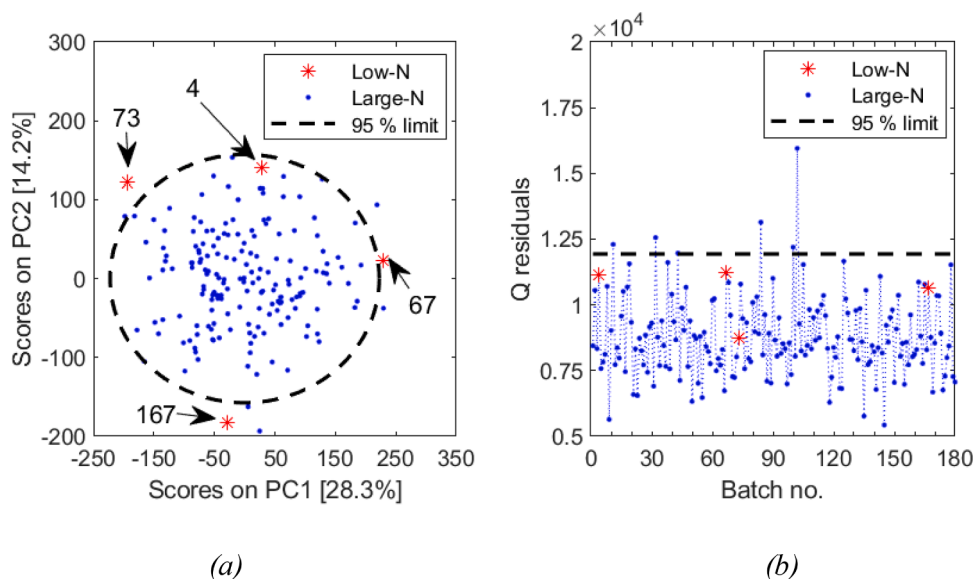 300
200
100
0
-100
-200
Scores on PC2 [14.2%]
-250
-150
-50
50
150
250
350
Scores on PC1 [28.3%]
Low-N
Large-N
95 % limit
4
73
67
167
(a)
×10⁴
2
1.75
1.5
1.25
1
0.75
0.5
Q residuals
0
30
60
90
120
150
180
Batch no.
Low-N
Large-N
95 % limit
(b)